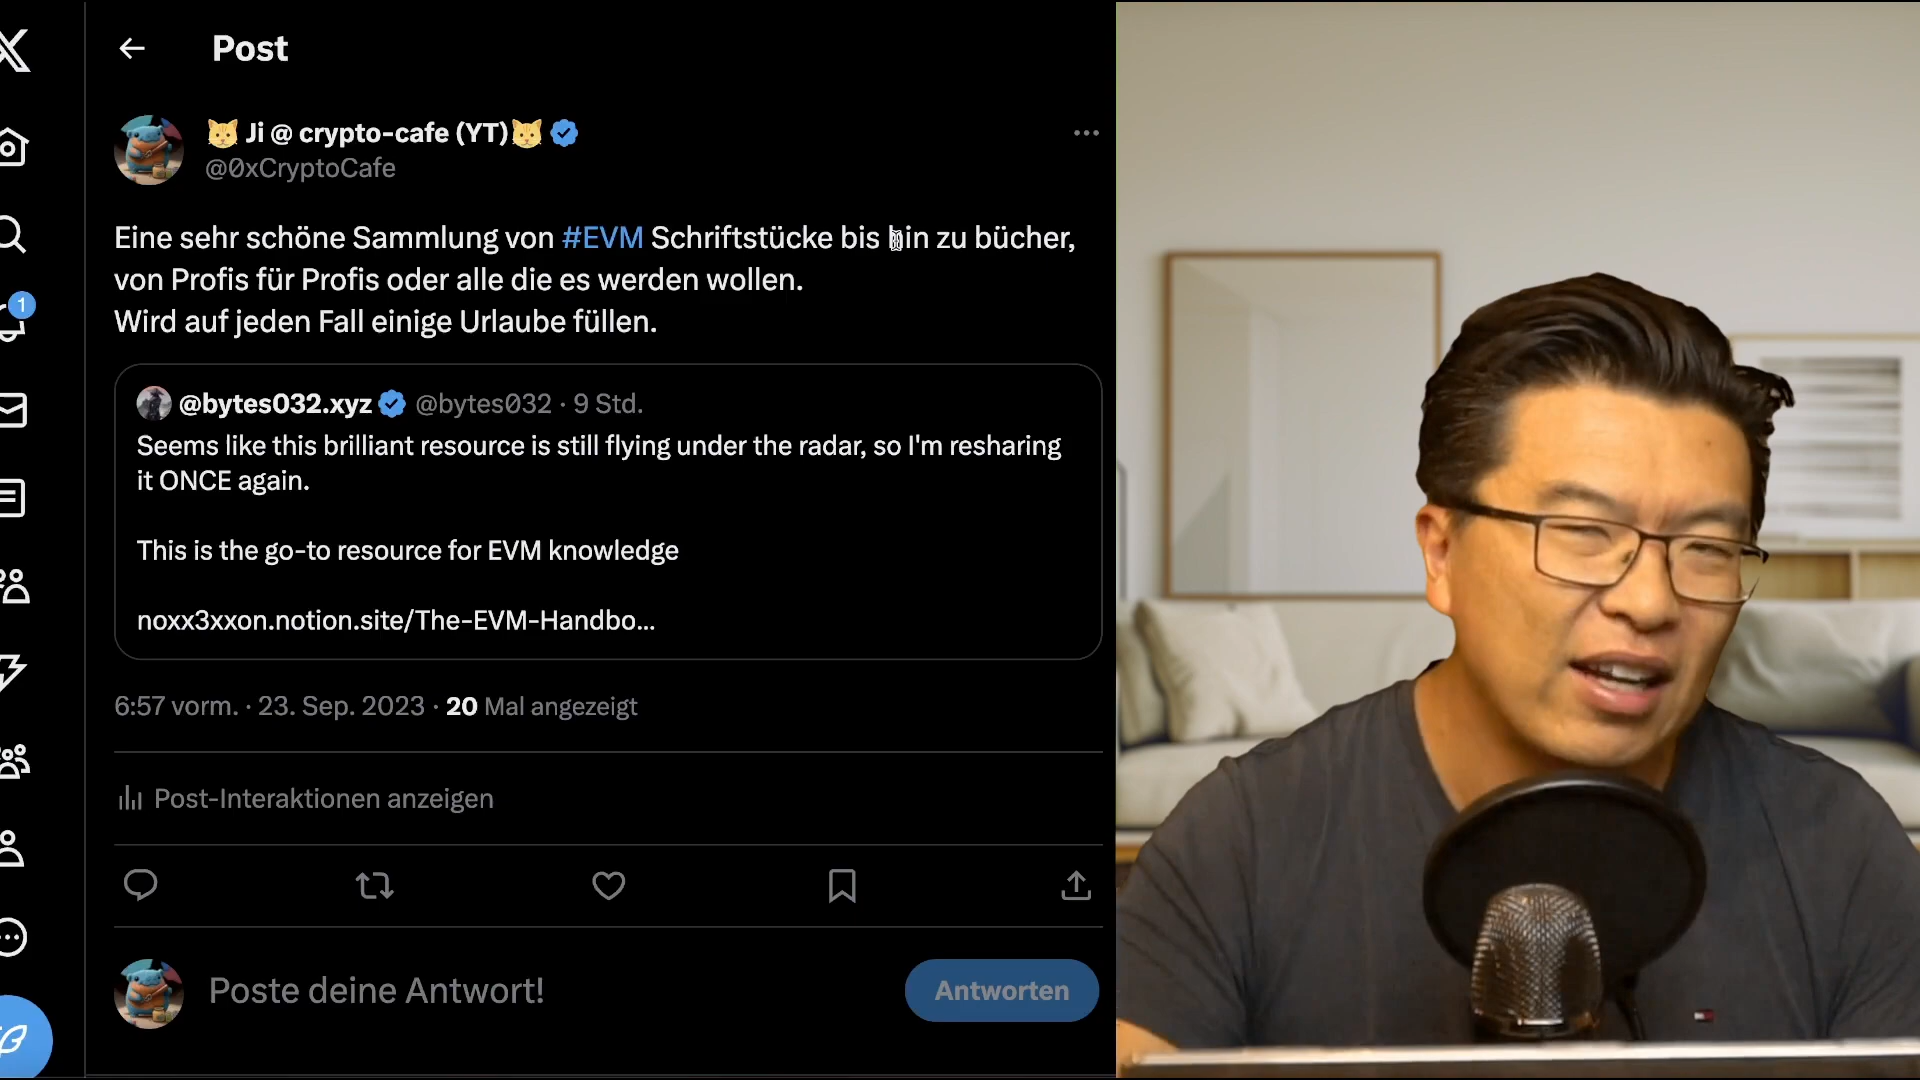 Post
🐱 Ji @ crypto-cafe (YT)🐱
@0xCryptoCafe
Eine sehr schöne Sammlung von #EVM Schriftstücke bis hin zu bücher,
von Profis für Profis oder alle die es werden wollen.
Wird auf jeden Fall einige Urlaube füllen.
@bytes032.xyz @bytes032 · 9 Std.
Seems like this brilliant resource is still flying under the radar, so I'm resharing
it ONCE again.
This is the go-to resource for EVM knowledge
noxx3xxon.notion.site/The-EVM-Handbo...
6:57 vorm. · 23. Sep. 2023 · 20 Mal angezeigt
Post-Interaktionen anzeigen
Poste deine Antwort!
Antworten
1